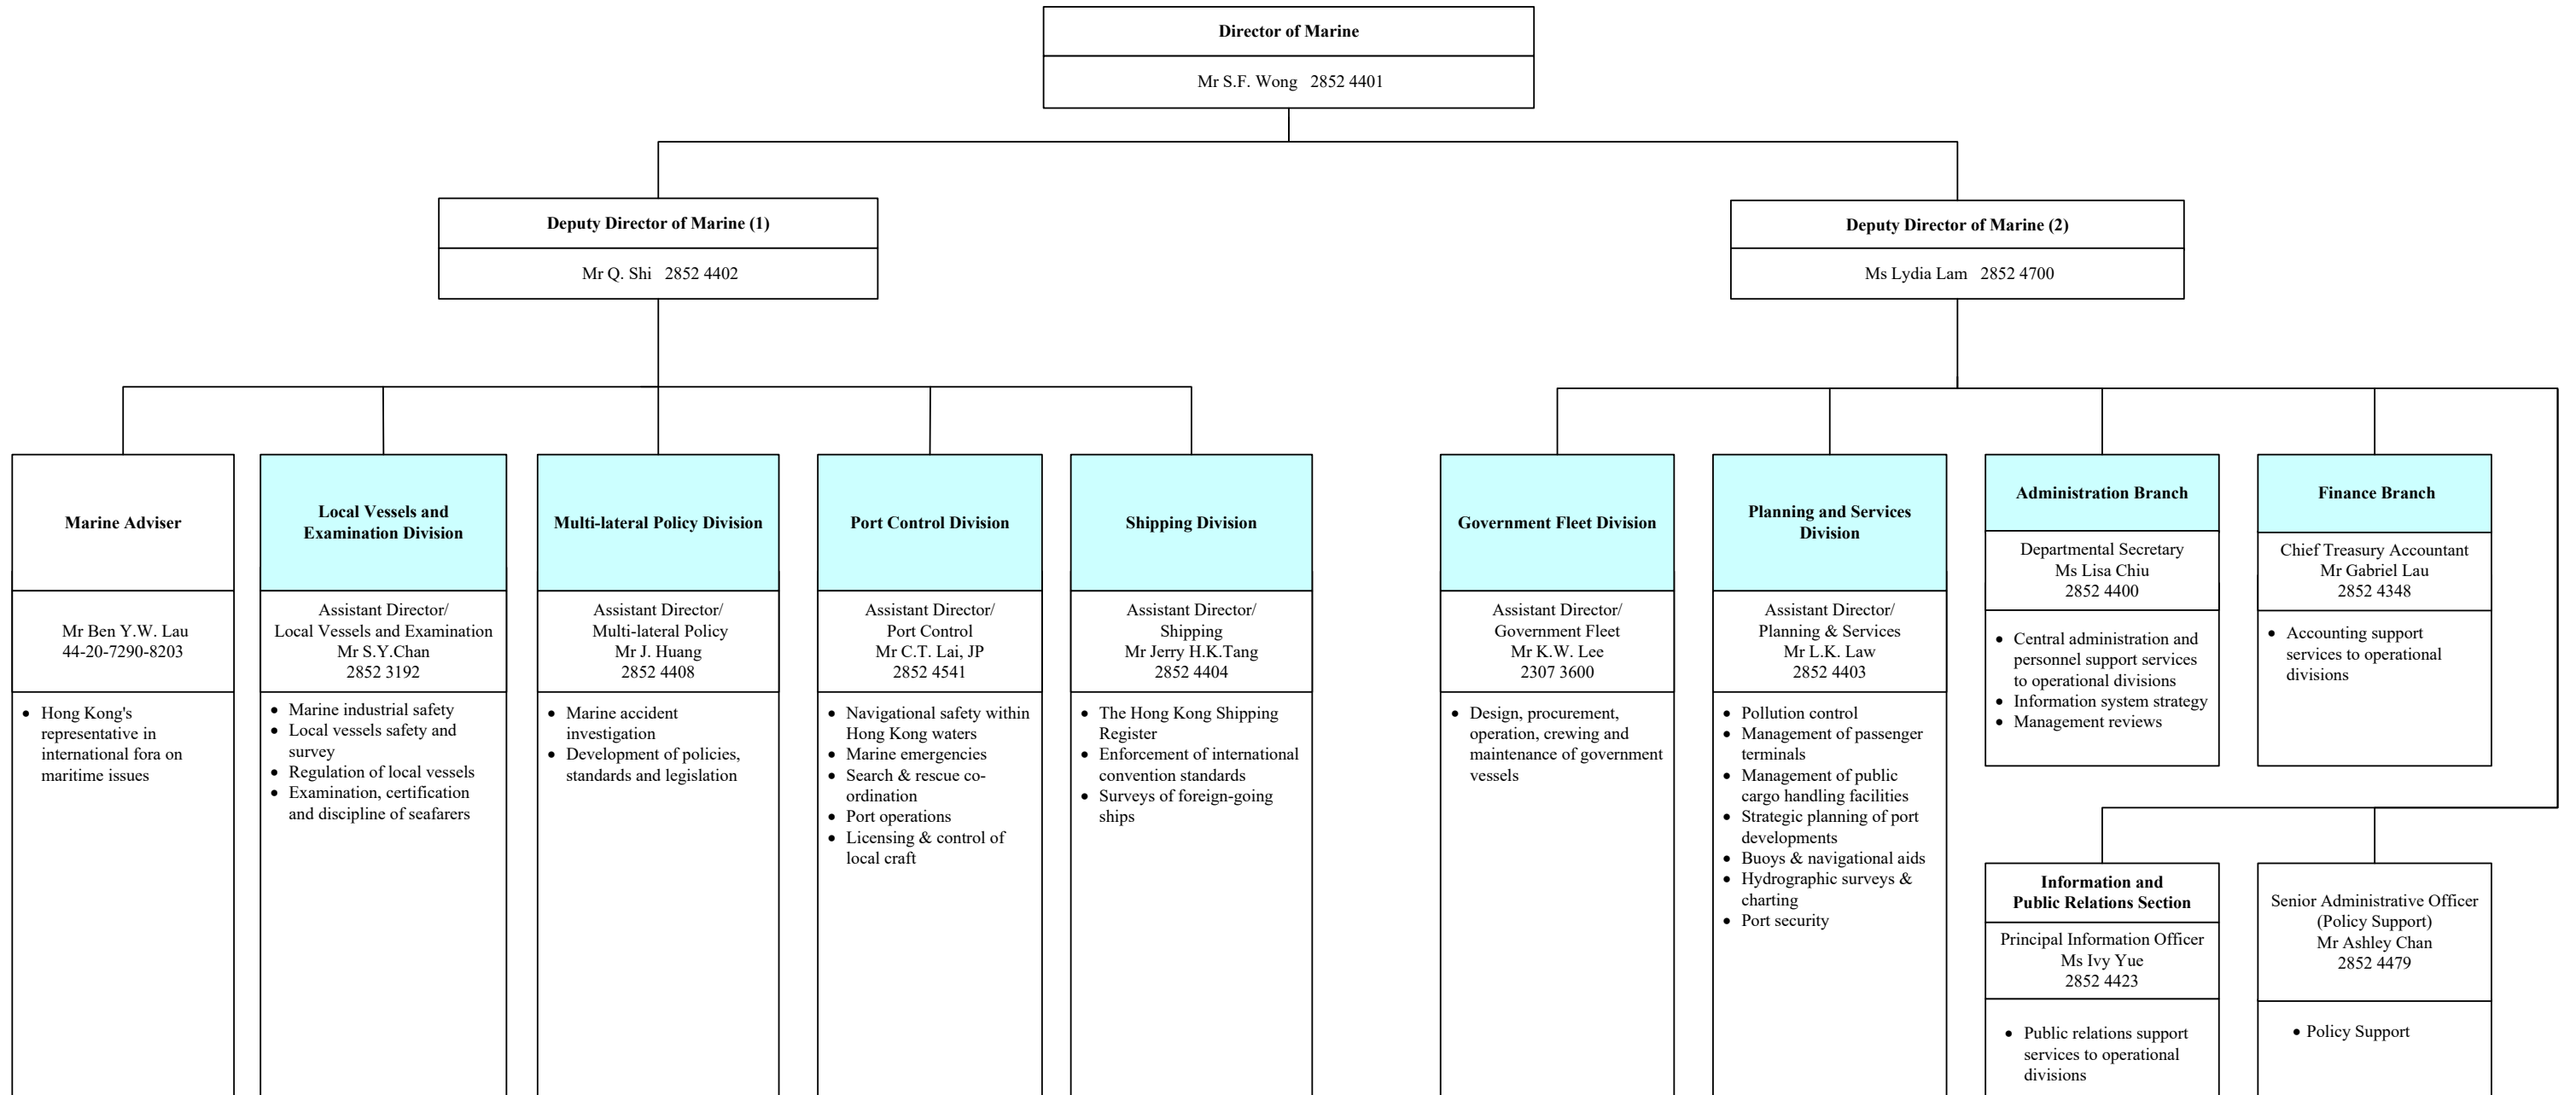 Director of Marine
Mr S.F. Wong 2852 4401
Deputy Director of Marine (1)
Mr Q. Shi 2852 4402
Deputy Director of Marine (2)
Ms Lydia Lam 2852 4700
Marine Adviser
Mr Ben Y.W. Lau
44-20-7290-8203
• Hong Kong's
representative in
international fora on
maritime issues
Local Vessels and
Examination Division
Assistant Director/
Local Vessels and Examination
Mr S.Y.Chan
2852 3192
• Marine industrial safety
• Local vessels safety and
survey
• Regulation of local vessels
• Examination, certification
and discipline of seafarers
Multi-lateral Policy Division
Assistant Director/
Multi-lateral Policy
Mr J. Huang
2852 4408
• Marine accident
investigation
• Development of policies,
standards and legislation
Port Control Division
Assistant Director/
Port Control
Mr C.T. Lai, JP
2852 4541
• Navigational safety within
Hong Kong waters
• Marine emergencies
• Search & rescue co-
ordination
• Port operations
• Licensing & control of
local craft
Shipping Division
Assistant Director/
Shipping
Mr Jerry H.K.Tang
2852 4404
• The Hong Kong Shipping
Register
• Enforcement of international
convention standards
• Surveys of foreign-going
ships
Government Fleet Division
Assistant Director/
Government Fleet
Mr K.W. Lee
2307 3600
• Design, procurement,
operation, crewing and
maintenance of government
vessels
Planning and Services
Division
Assistant Director/
Planning & Services
Mr L.K. Law
2852 4403
• Pollution control
• Management of passenger
terminals
• Management of public
cargo handling facilities
• Strategic planning of port
developments
• Buoys & navigational aids
• Hydrographic surveys &
charting
• Port security
Administration Branch
Departmental Secretary
Ms Lisa Chiu
2852 4400
• Central administration and
personnel support services
to operational divisions
• Information system strategy
• Management reviews
Finance Branch
Chief Treasury Accountant
Mr Gabriel Lau
2852 4348
• Accounting support
services to operational
divisions
Information and
Public Relations Section
Principal Information Officer
Ms Ivy Yue
2852 4423
• Public relations support
services to operational
divisions
Senior Administrative Officer
(Policy Support)
Mr Ashley Chan
2852 4479
• Policy Support